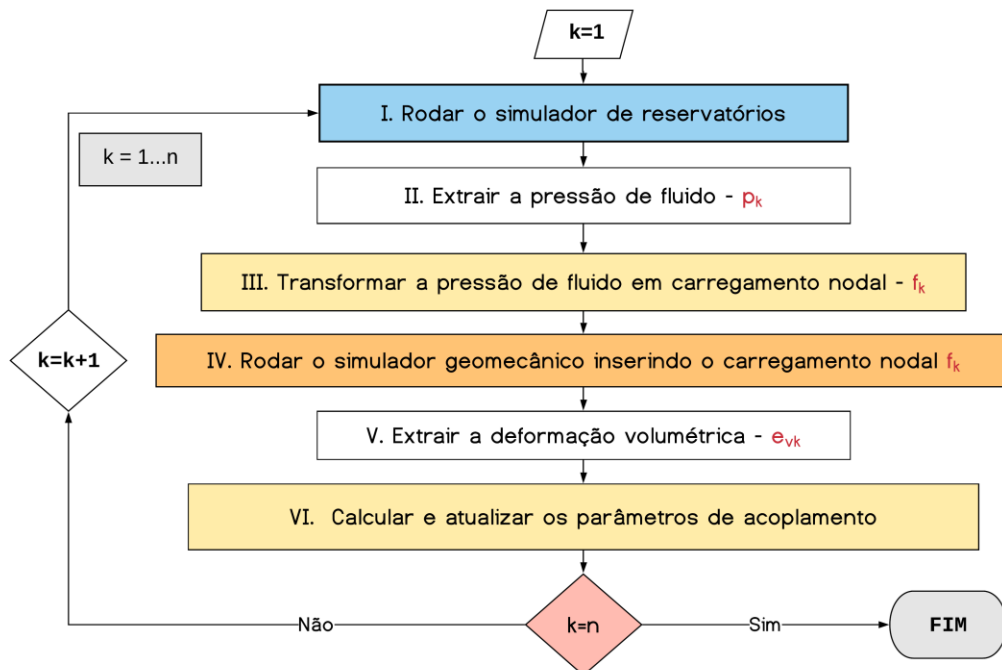 k=1
I. Rodar o simulador de reservatórios
k = 1...n
II. Extrair a pressão de fluido - pk
III. Transformar a pressão de fluido em carregamento nodal - fk
k=k+1
IV. Rodar o simulador geomecânico inserindo o carregamento nodal fk
V. Extrair a deformação volumétrica - evk
VI. Calcular e atualizar os parâmetros de acoplamento
Não
k=n
Sim
FIM